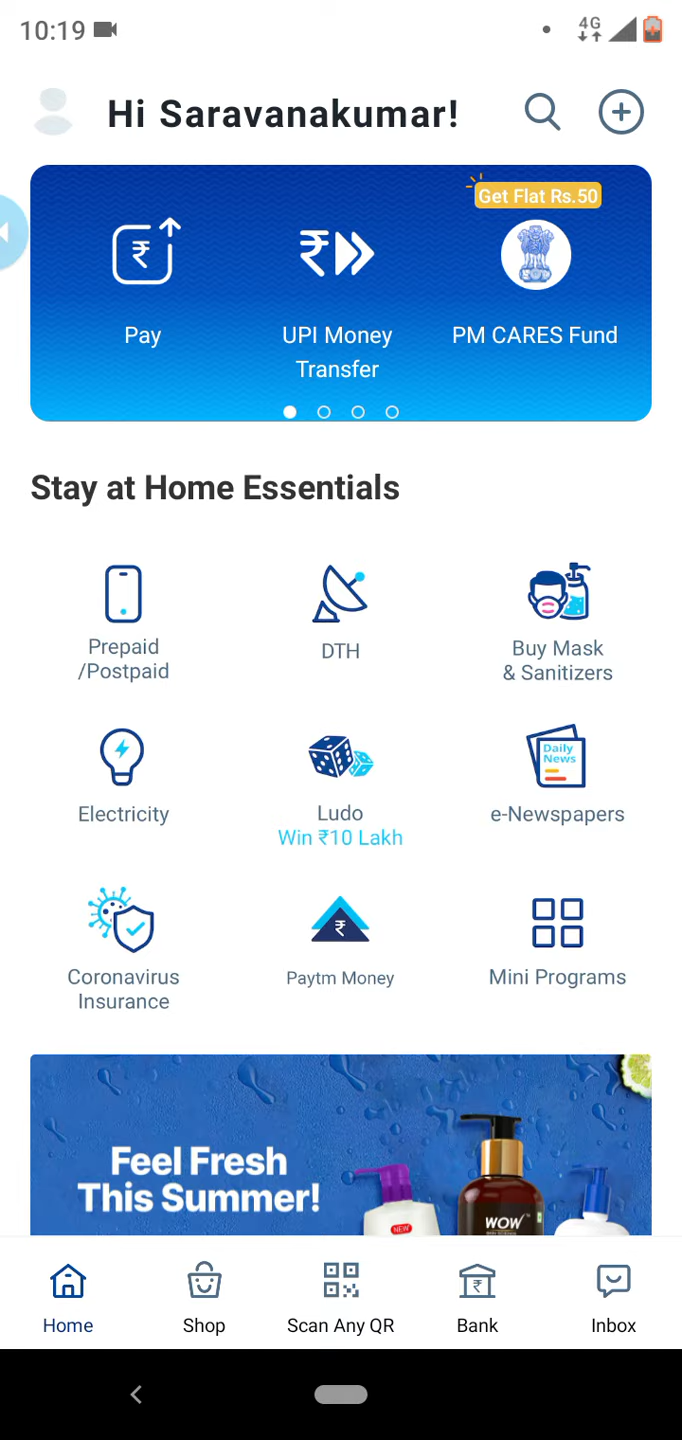 10:19
4G
Hi Saravanakumar!
Get Flat Rs.50
₹
₹
Pay
UPI Money
Transfer
PM CARES Fund
Stay at Home Essentials
Prepaid
/Postpaid
DTH
Buy Mask
& Sanitizers
Daily
News
Electricity
Ludo
Win ₹10 Lakh
e-Newspapers
₹
Coronavirus
Insurance
Paytm Money
Mini Programs
Feel Fresh
This Summer!
WOW
NEW
₹
Home
Shop
Scan Any QR
Bank
Inbox